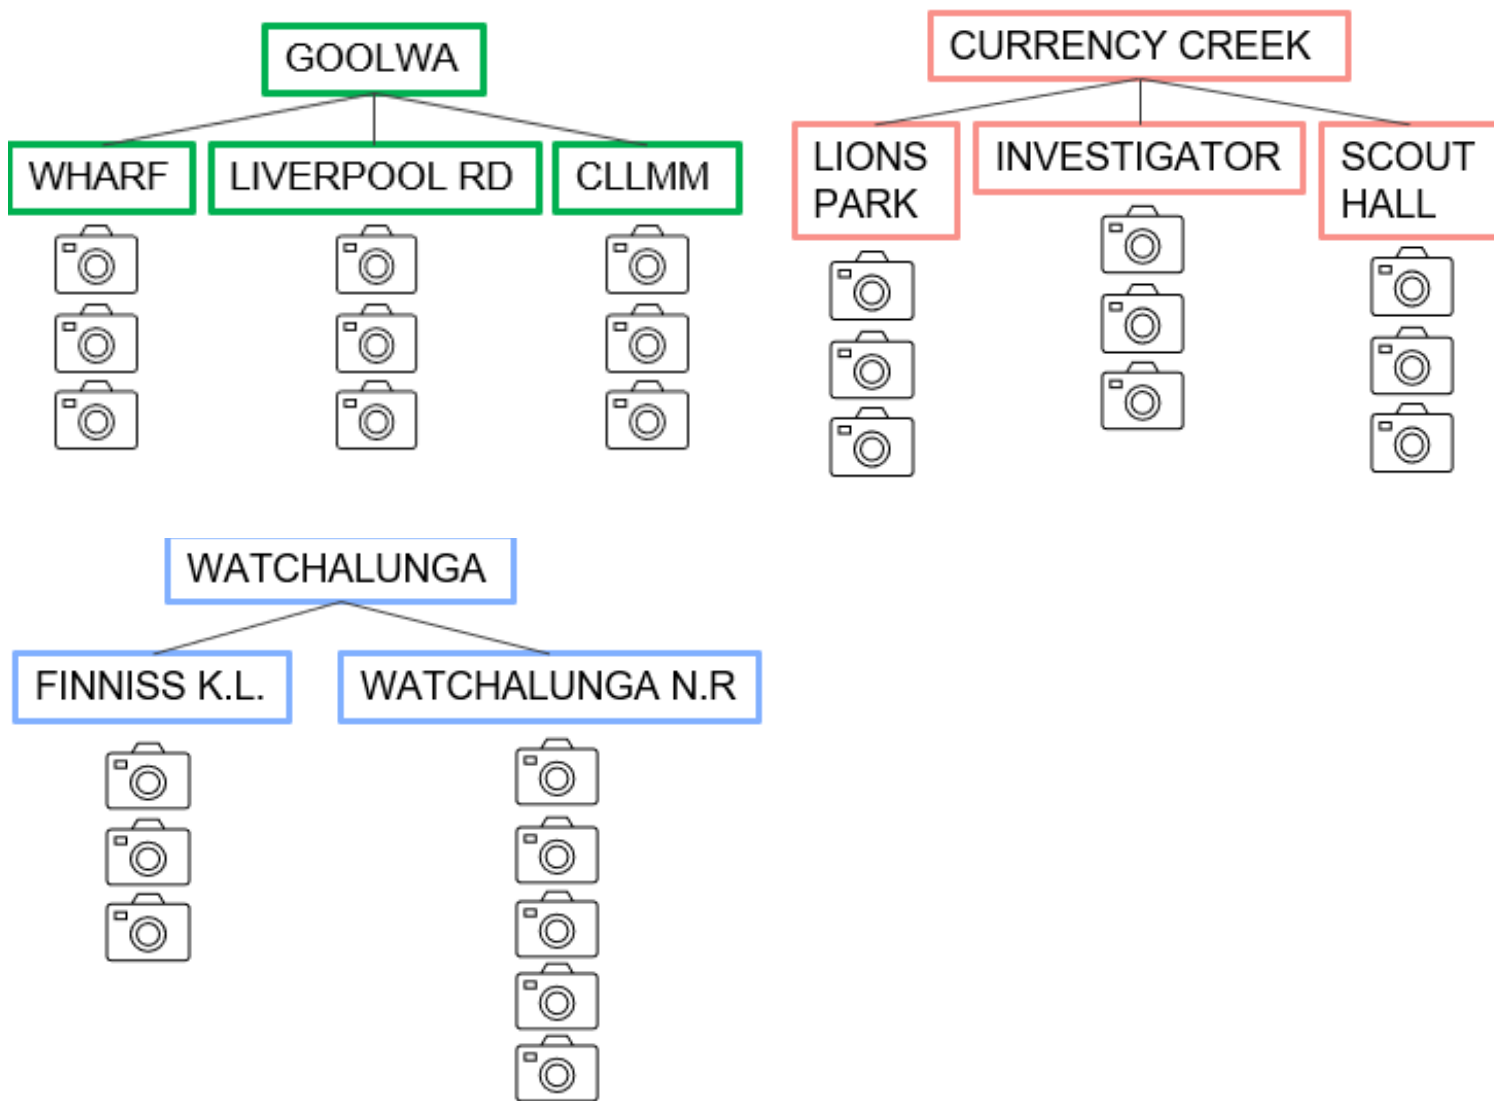 GOOLWA
WHARF
LIVERPOOL RD
CLLMM
CURRENCY CREEK
LIONS
PARK
INVESTIGATOR
SCOUT
HALL
WATCHALUNGA
FINNISS K.L.
WATCHALUNGA N.R